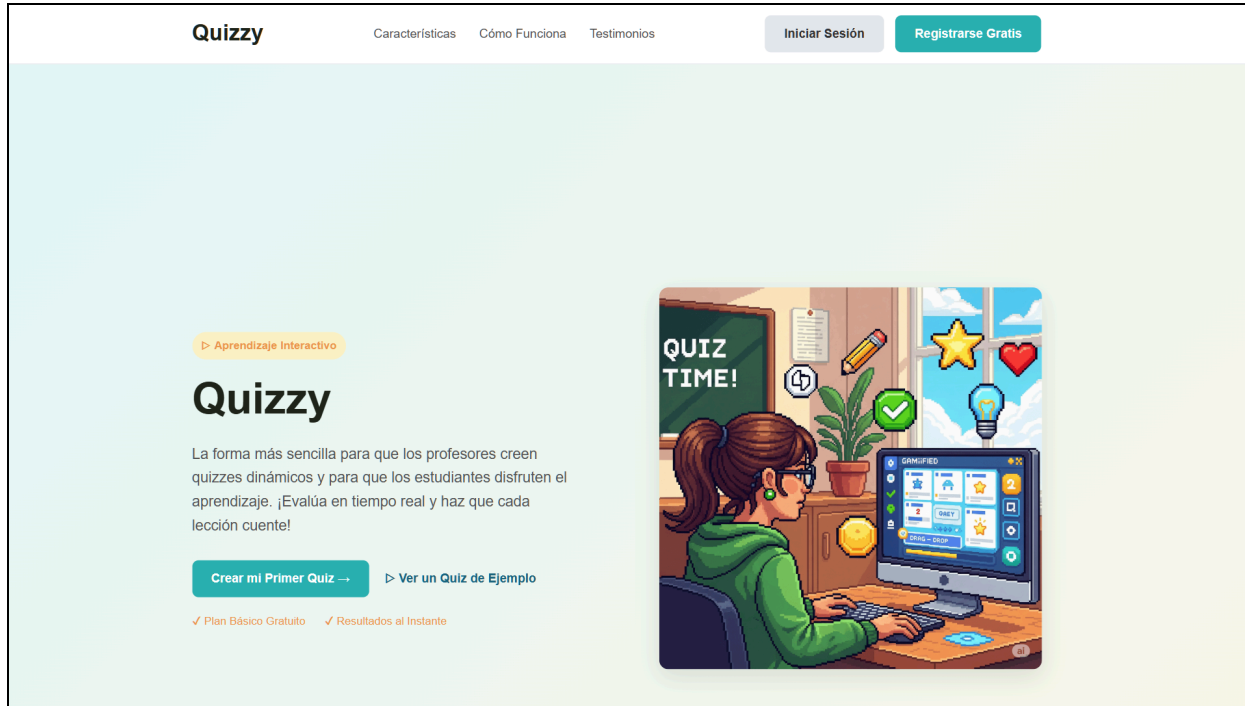 Quizzy
Características
Cómo Funciona
Testimonios
Iniciar Sesión
Registrarse Gratis
▷ Aprendizaje Interactivo
Quizzy
La forma más sencilla para que los profesores creen
quizzes dinámicos y para que los estudiantes disfruten el
aprendizaje. ¡Evalúa en tiempo real y haz que cada
lección cuente!
Crear mi Primer Quiz →
▷ Ver un Quiz de Ejemplo
✓ Plan Básico Gratuito
✓ Resultados al Instante
QUIZ
TIME!
GAMiFIED
2
2
DRAG - DROP
ai